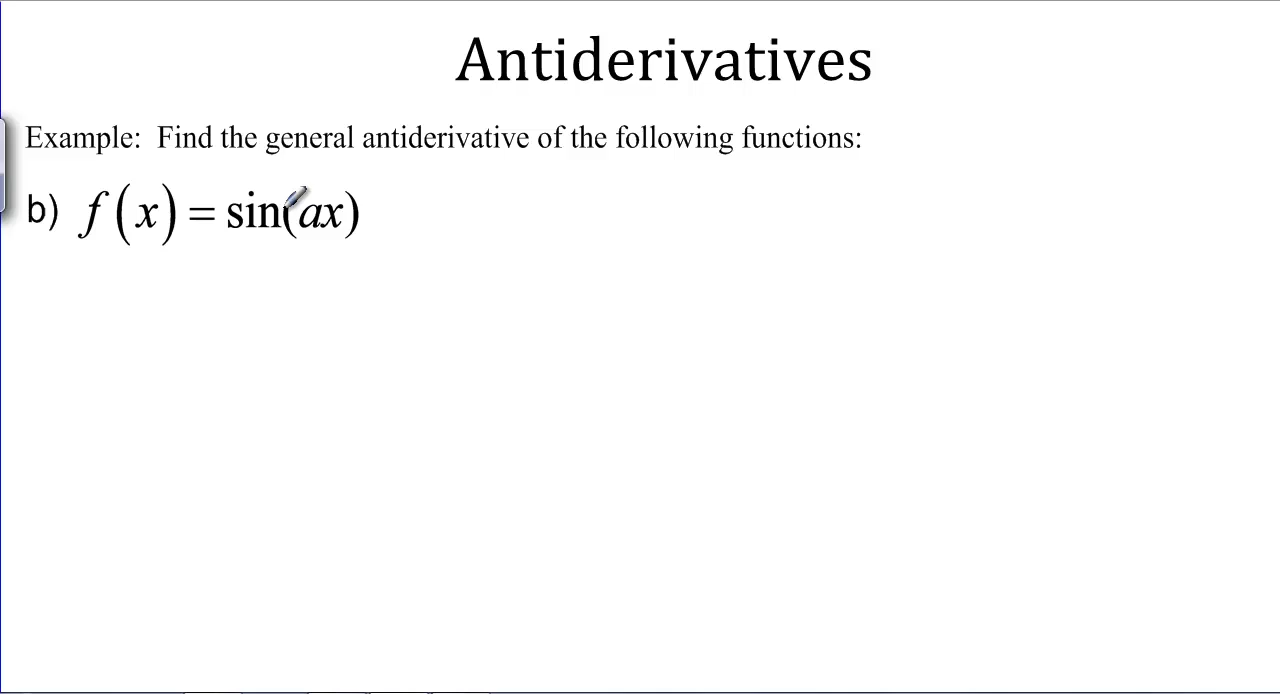 Antiderivatives
Example: Find the general antiderivative of the following functions:
b) f(x) = sin(ax)